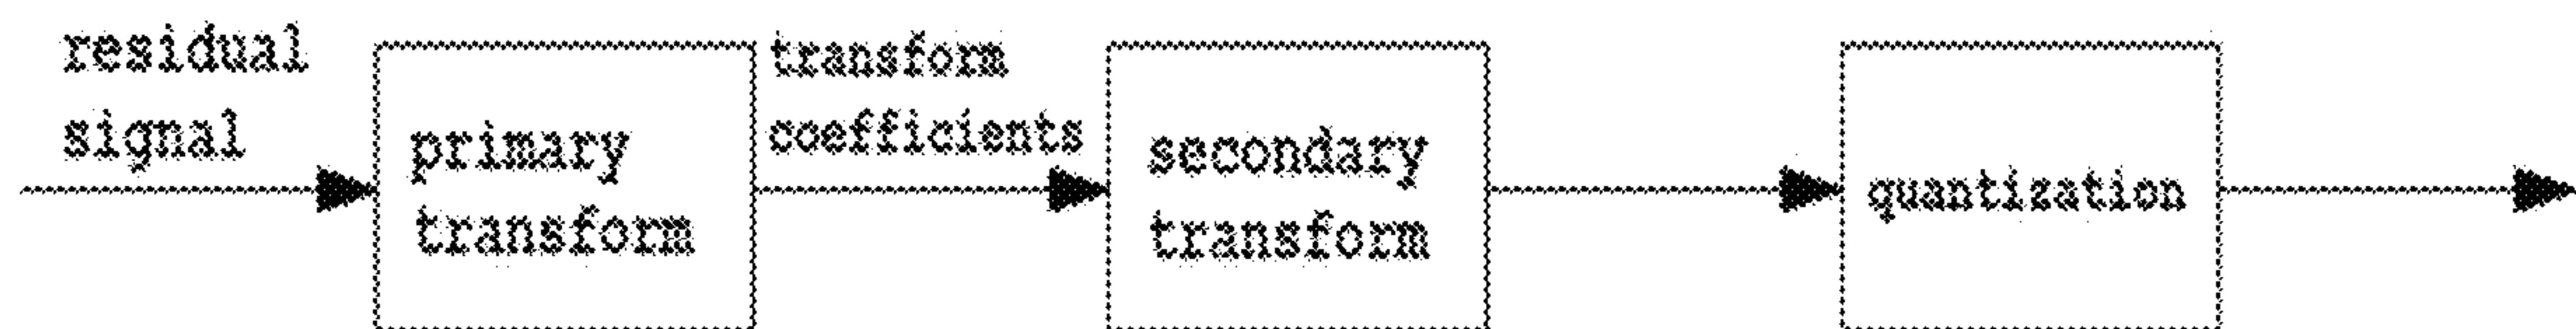 residual
signal
primary
transform
transform
coefficients
secondary
transform
quantization